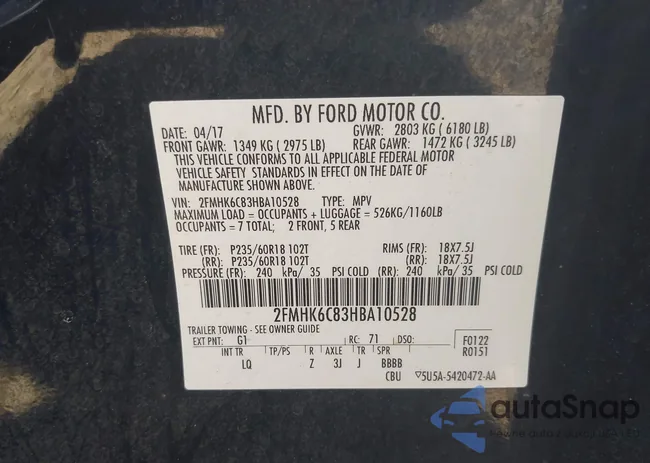 MFD. BY FORD MOTOR CO.
DATE: 04/17 GVWR: 2803 KG ( 6180 LB)
FRONT GAWR: 1349 KG ( 2975 LB) REAR GAWR: 1472 KG ( 3245 LB)
THIS VEHICLE CONFORMS TO ALL APPLICABLE FEDERAL MOTOR
VEHICLE SAFETY STANDARDS IN EFFECT ON THE DATE OF
MANUFACTURE SHOWN ABOVE.
VIN: 2FMHK6C83HBA10528 TYPE: MPV
MAXIMUM LOAD = OCCUPANTS + LUGGAGE = 526KG/1160LB
OCCUPANTS = 7 TOTAL; 2 FRONT, 5 REAR
TIRE (FR): P235/60R18 102T RIMS (FR): 18X7.5J
(RR): P235/60R18 102T (RR): 18X7.5J
PRESSURE (FR): 240 kPa/ 35 PSI COLD (RR): 240 kPa/ 35 PSI COLD
2FMHK6C83HBA10528
TRAILER TOWING - SEE OWNER GUIDE
EXT PNT: G1 RC: 71 DSO: F0122
INT TR TP/PS R AXLE TR SPR R0151
LQ Z 3J J BBBB
CBU 5U5A-5420472-AA
autaSnap